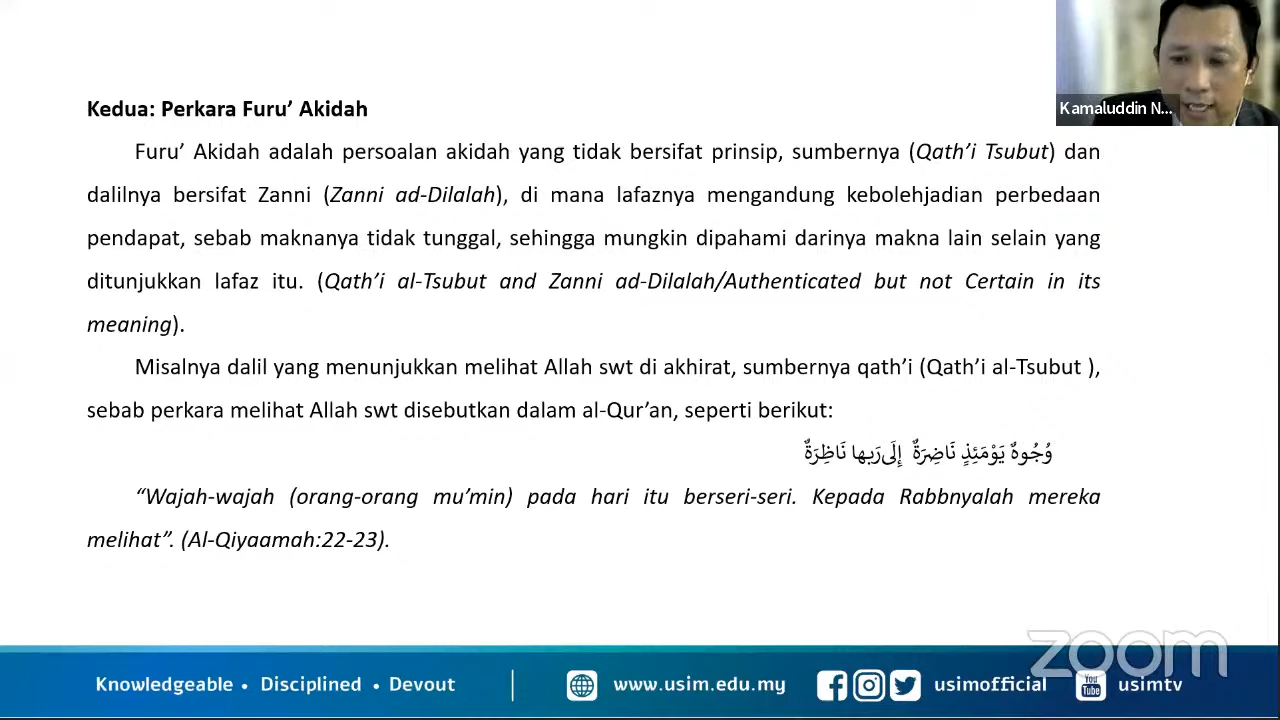 Kamaluddin N...
Kedua: Perkara Furu’ Akidah
Furu’ Akidah adalah persoalan akidah yang tidak bersifat prinsip, sumbernya (Qath’i Tsubut) dan
dalilnya bersifat Zanni (Zanni ad-Dilalah), di mana lafaznya mengandung kebolehjadian perbedaan
pendapat, sebab maknanya tidak tunggal, sehingga mungkin dipahami darinya makna lain selain yang
ditunjukkan lafaz itu. (Qath’i al-Tsubut and Zanni ad-Dilalah/Authenticated but not Certain in its
meaning).
Misalnya dalil yang menunjukkan melihat Allah swt di akhirat, sumbernya qath’i (Qath’i al-Tsubut ),
sebab perkara melihat Allah swt disebutkan dalam al-Qur’an, seperti berikut:
وُجُوهٌ يَوْمَئِذٍ نَاضِرَةٌ إِلَى رَبها نَاظِرَةٌ
“Wajah-wajah (orang-orang mu’min) pada hari itu berseri-seri. Kepada Rabbnyalah mereka
melihat”. (Al-Qiyaamah:22-23).
zoom
Knowledgeable • Disciplined • Devout
www.usim.edu.my
usimofficial
You Tube
usimtv